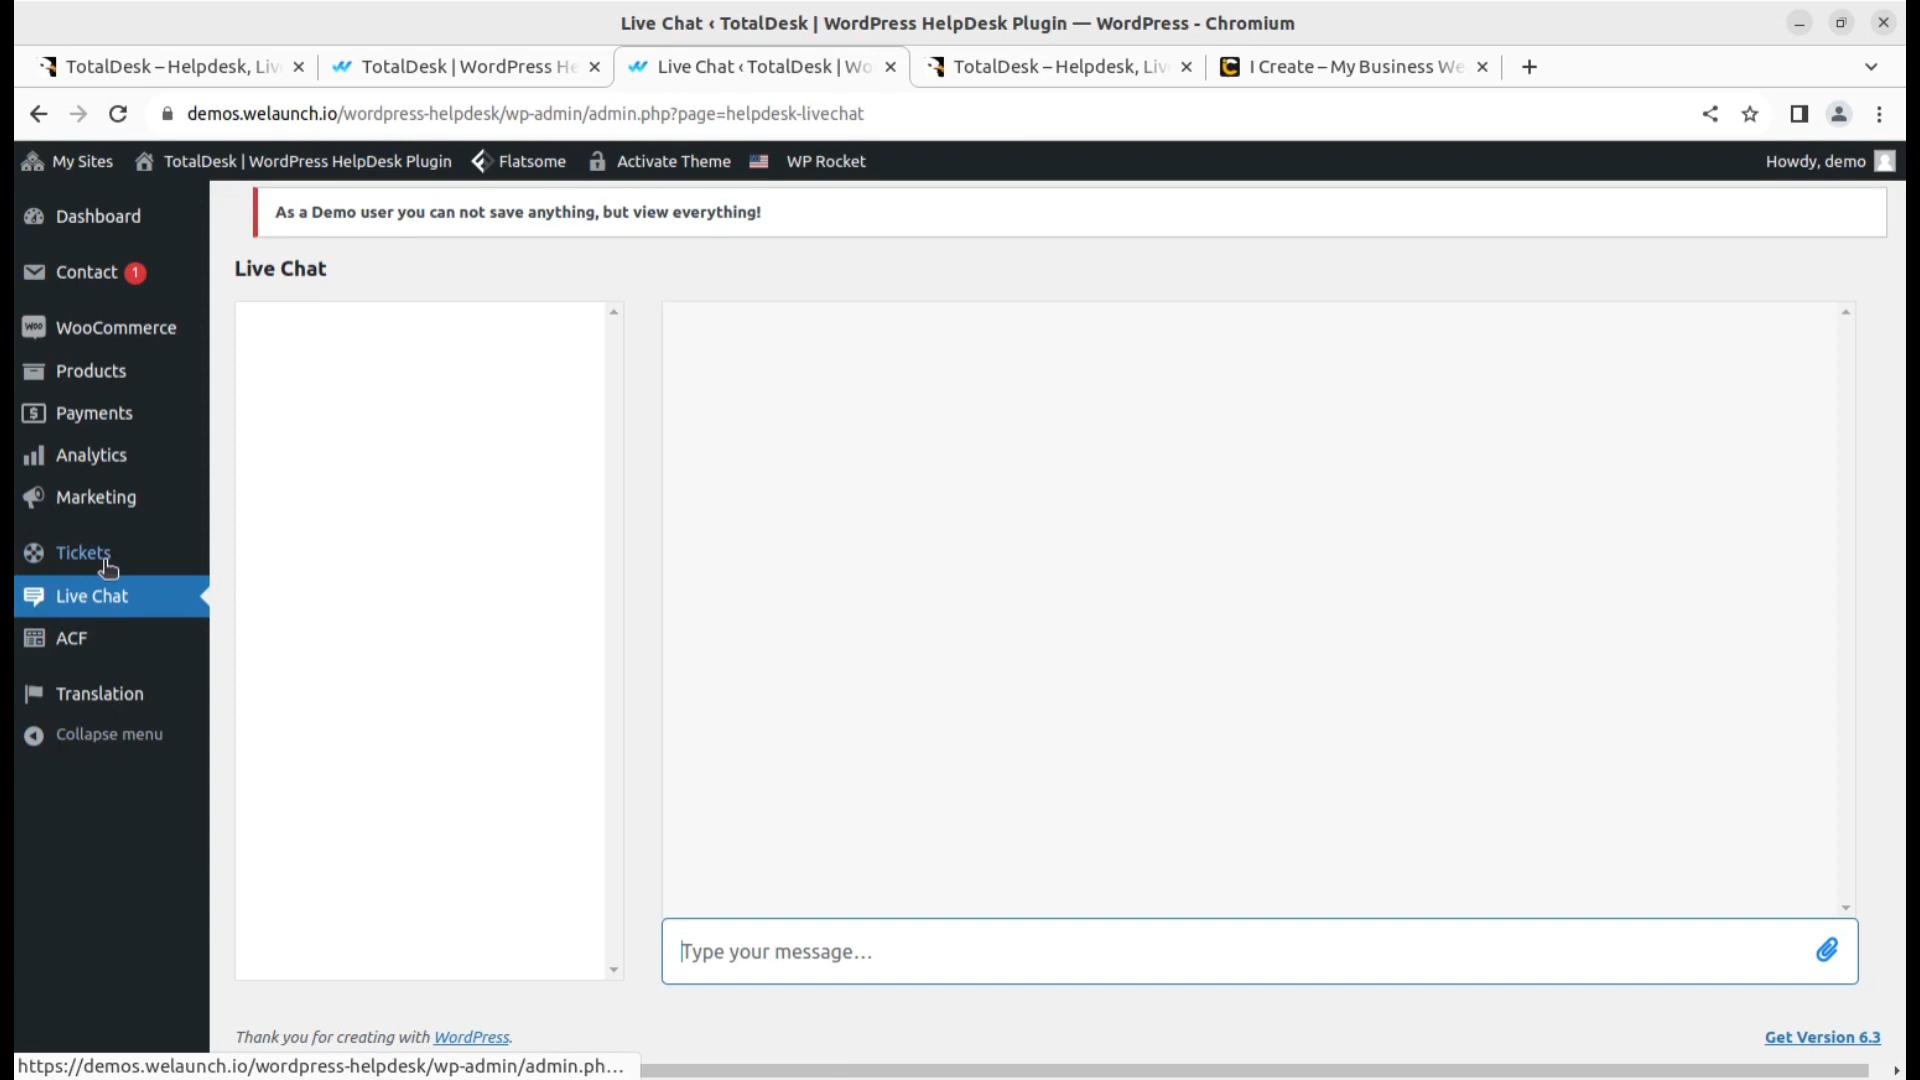 Live Chat ‹ TotalDesk | WordPress HelpDesk Plugin — WordPress - Chromium
TotalDesk – Helpdesk, Liv
TotalDesk | WordPress He
Live Chat ‹ TotalDesk | Wo
TotalDesk – Helpdesk, Liv
I Create – My Business We
demos.welaunch.io/wordpress-helpdesk/wp-admin/admin.php?page=helpdesk-livechat
My Sites TotalDesk | WordPress HelpDesk Plugin Flatsome Activate Theme WP Rocket Howdy, demo
Dashboard
Contact 1
WooCommerce
Products
Payments
Analytics
Marketing
Tickets
Live Chat
ACF
Translation
Collapse menu
As a Demo user you can not save anything, but view everything!
Live Chat
Type your message...
Thank you for creating with WordPress.
Get Version 6.3
https://demos.welaunch.io/wordpress-helpdesk/wp-admin/admin.ph...